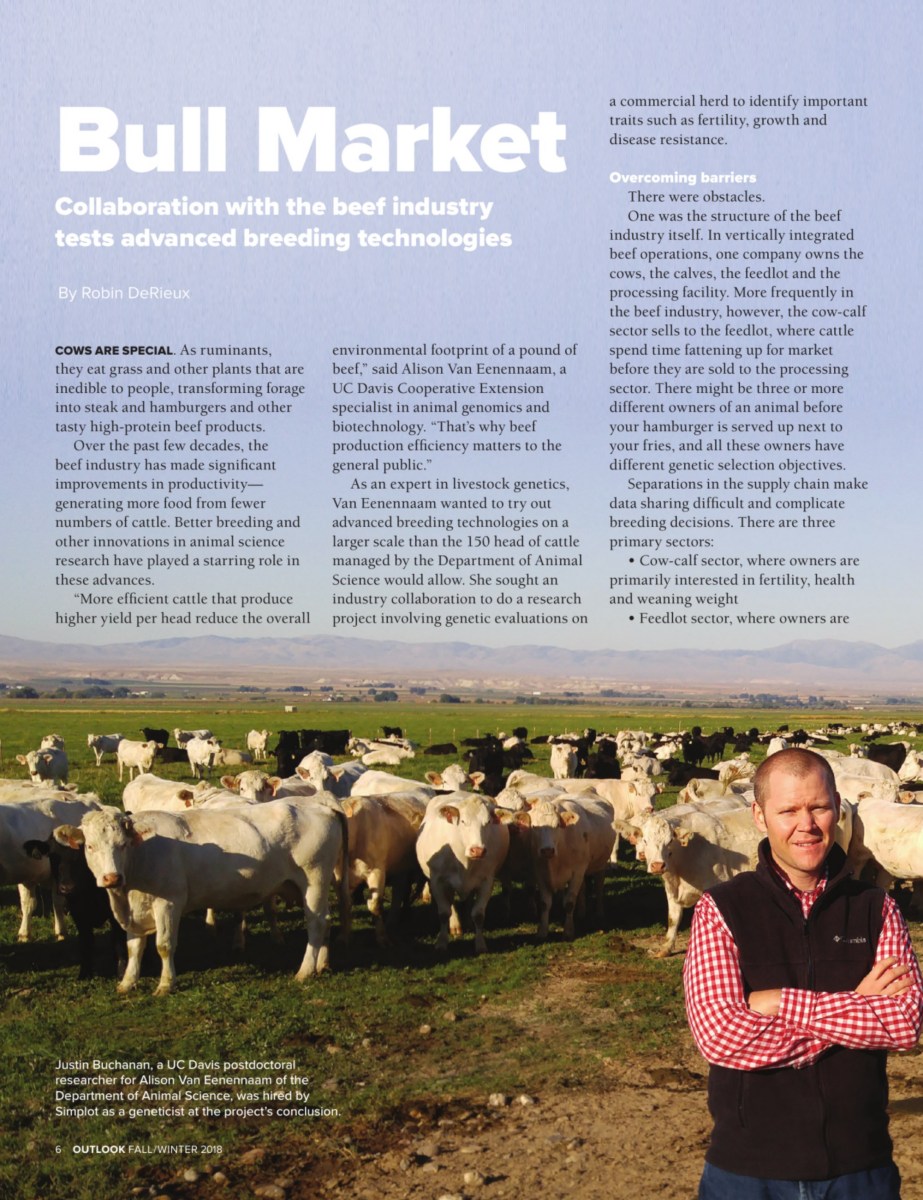 Bull Market
Collaboration with the beef industry
tests advanced breeding technologies
By Robin DeRieux
COWS ARE SPECIAL. As ruminants,
they eat grass and other plants that are
inedible to people, transforming forage
into steak and hamburgers and other
tasty high-protein beef products.
Over the past few decades, the
beef industry has made significant
improvements in productivity—
generating more food from fewer
numbers of cattle. Better breeding and
other innovations in animal science
research have played a starring role in
these advances.
“More efficient cattle that produce
higher yield per head reduce the overall
environmental footprint of a pound of
beef,” said Alison Van Eenennaam, a
UC Davis Cooperative Extension
specialist in animal genomics and
biotechnology. “That’s why beef
production efficiency matters to the
general public.”
As an expert in livestock genetics,
Van Eenennaam wanted to try out
advanced breeding technologies on a
larger scale than the 150 head of cattle
managed by the Department of Animal
Science would allow. She sought an
industry collaboration to do a research
project involving genetic evaluations on
a commercial herd to identify important
traits such as fertility, growth and
disease resistance.
Overcoming barriers
There were obstacles.
One was the structure of the beef
industry itself. In vertically integrated
beef operations, one company owns the
cows, the calves, the feedlot and the
processing facility. More frequently in
the beef industry, however, the cow-calf
sector sells to the feedlot, where cattle
spend time fattening up for market
before they are sold to the processing
sector. There might be three or more
different owners of an animal before
your hamburger is served up next to
your fries, and all these owners have
different genetic selection objectives.
Separations in the supply chain make
data sharing difficult and complicate
breeding decisions. There are three
primary sectors:
• Cow-calf sector, where owners are
primarily interested in fertility, health
and weaning weight
• Feedlot sector, where owners are
Columbia
Justin Buchanan, a UC Davis postdoctoral
researcher for Alison Van Eenennaam of the
Department of Animal Science, was hired by
Simplot as a geneticist at the project’s conclusion.
6 OUTLOOK FALL/WINTER 2018